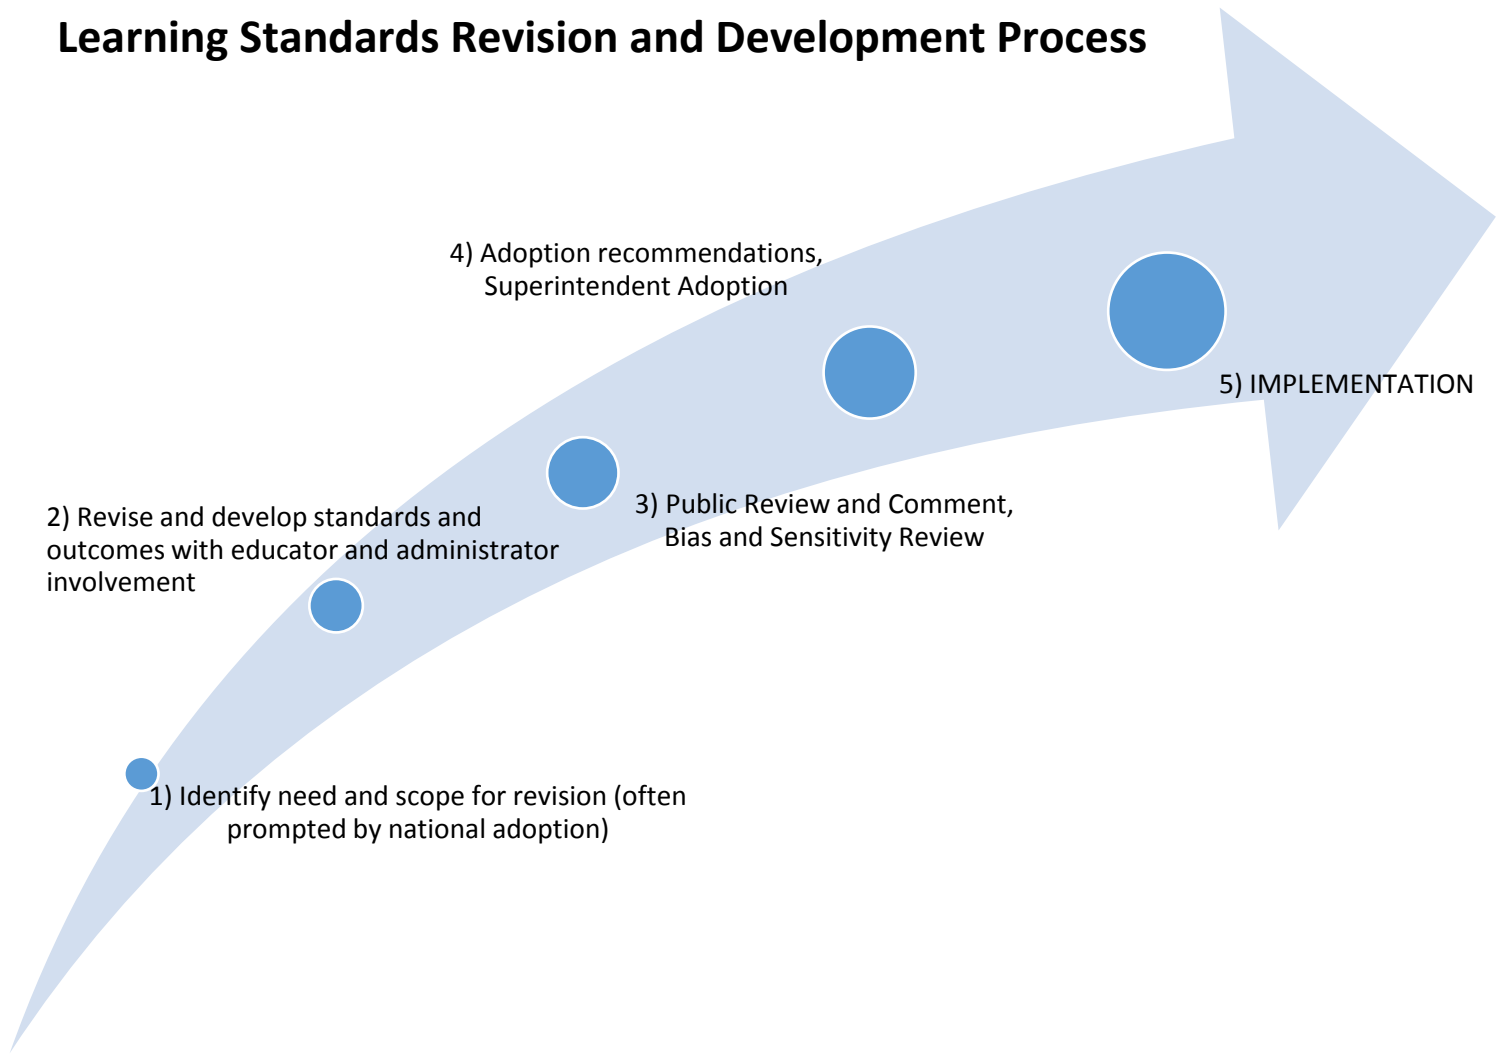 Learning Standards Revision and Development Process
4) Adoption recommendations,
Superintendent Adoption
5) IMPLEMENTATION
3) Public Review and Comment,
Bias and Sensitivity Review
2) Revise and develop standards and
outcomes with educator and administrator
involvement
1) Identify need and scope for revision (often
prompted by national adoption)